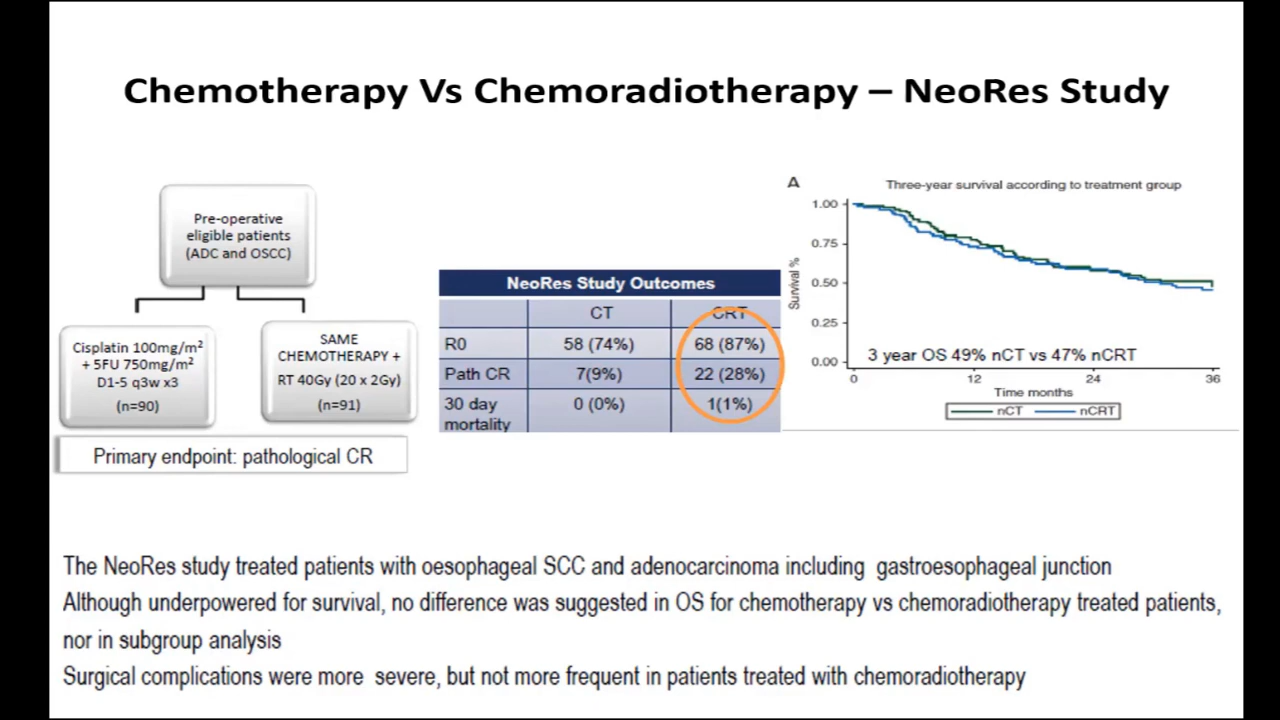 Chemotherapy Vs Chemoradiotherapy – NeoRes Study
Pre-operative
eligible patients
(ADC and OSCC)
Cisplatin 100mg/m²
+ 5FU 750mg/m²
D1-5 q3w x3
(n=90)
SAME
CHEMOTHERAPY +
RT 40Gy (20 x 2Gy)
(n=91)
Primary endpoint: pathological CR
NeoRes Study Outcomes
CT CRT
R0 58 (74%) 68 (87%)
Path CR 7(9%) 22 (28%)
30 day 0 (0%) 1(1%)
mortality
A
Three-year survival according to treatment group
Survival %
1.00
0.75
0.50
0.25
0.00
3 year OS 49% nCT vs 47% nCRT
0 12 24 36
Time months
nCT nCRT
The NeoRes study treated patients with oesophageal SCC and adenocarcinoma including gastroesophageal junction
Although underpowered for survival, no difference was suggested in OS for chemotherapy vs chemoradiotherapy treated patients,
nor in subgroup analysis
Surgical complications were more severe, but not more frequent in patients treated with chemoradiotherapy